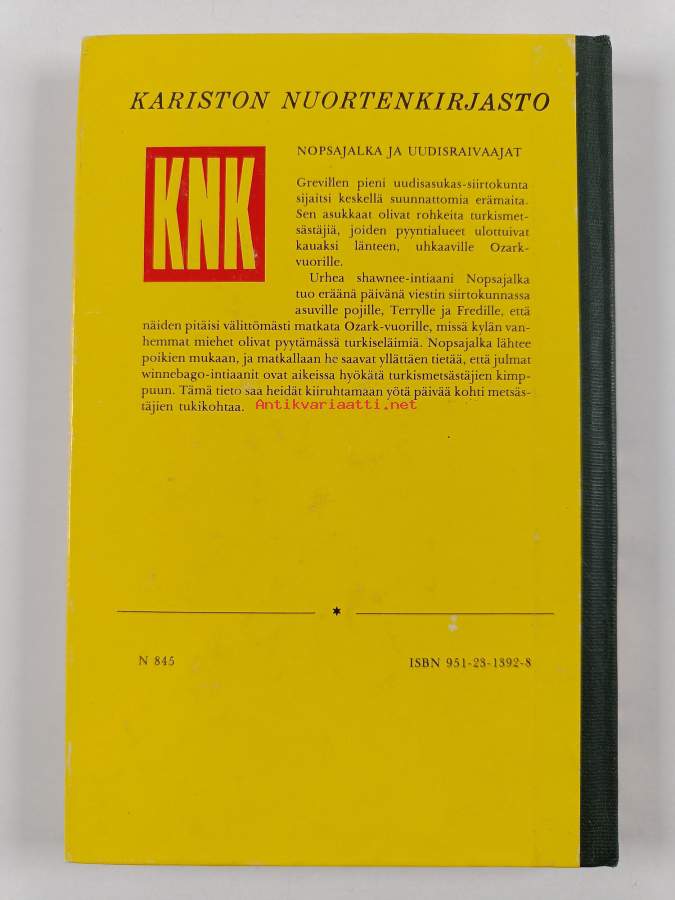 KARISTON NUORTENKIRJASTO
KNK
NOPSAJALKA JA UUDISRAIVAAJAT
Grevillen pieni uudisasukas-siirtokunta
sijaitsi keskellä suunnattomia erämaita.
Sen asukkaat olivat rohkeita turkismet-
sästäjiä, joiden pyyntialueet ulottuivat
kauaksi länteen, uhkaaville Ozark-
vuorille.
Urhea shawnee-intiaani Nopsajalka
tuo eräänä päivänä viestin siirtokunnassa
asuville pojille, Terrylle ja Fredille, että
näiden pitäisi välittömästi matkata Ozark-vuorille, missä kylän van-
hemmat miehet olivat pyytämässä turkiseläimiä. Nopsajalka lähtee
poikien mukaan, ja matkallaan he saavat yllättäen tietää, että julmat
winnebago-intiaanit ovat aikeissa hyökätä turkismetsästäjien kimp-
puun. Tämä tieto saa heidät kiiruhtamaan yötä päivää kohti metsäs-
täjien tukikohtaa.
Antikvariaatti.net
N 845
ISBN 951-23-1392-8